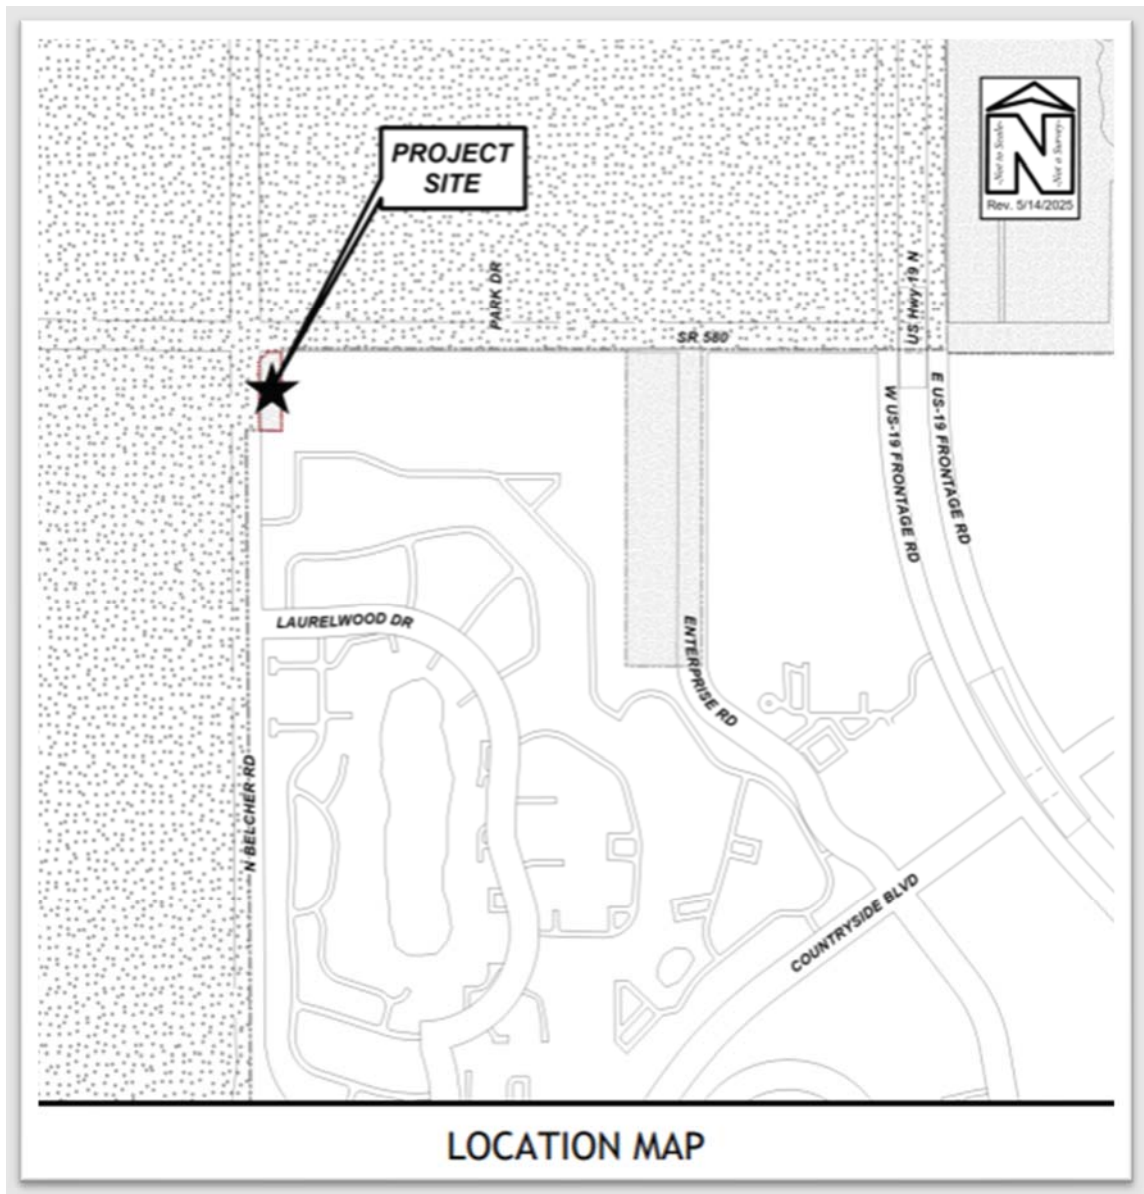 PROJECT
SITE
N
-Not to Scale-
-Not a Survey-
Rev. 5/14/2025
PARK DR
US Hwy 19 N
SR 580
W US-19 FRONTAGE RD
E US-19 FRONTAGE RD
LAURELWOOD DR
ENTERPRISE RD
N BELCHER RD
COUNTRYSIDE BLVD
LOCATION MAP